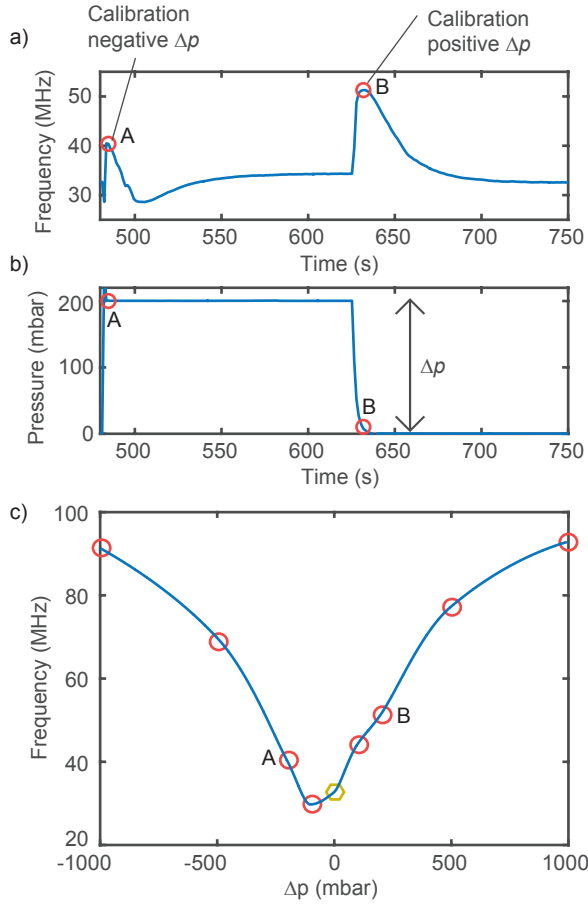 Calibration
negative Δp
Calibration
positive Δp
a)
50
40
30
Frequency (MHz)
A
B
500
550
600
650
700
750
Time (s)
b)
200
100
0
Pressure (mbar)
A
B
Δp
500
550
600
650
700
750
Time (s)
c)
100
80
60
40
20
Frequency (MHz)
A
B
-1000
-500
0
500
1000
Δp (mbar)